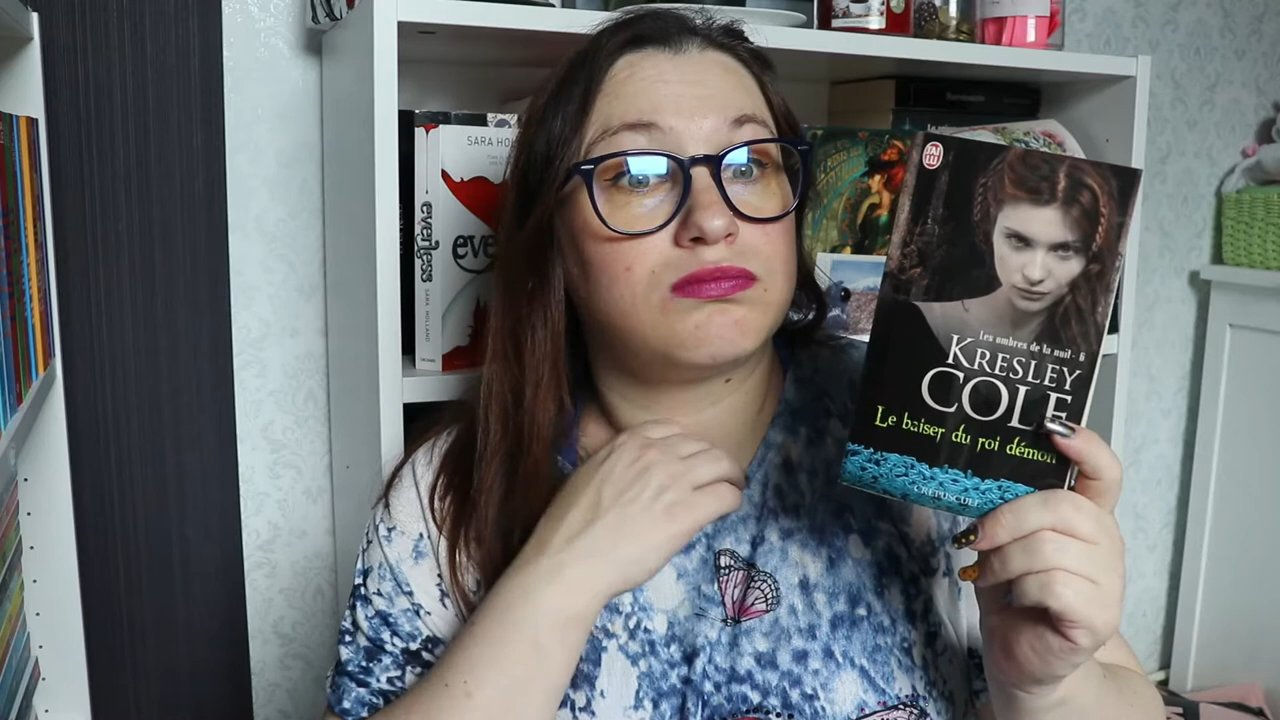 SARA HOL
everless
SARA HOLLAND
eve
J'AI
LU
Les ombres de la nuit - 6
KRESLEY
COLE
Le baiser du roi démon
CRÉPUSCULE